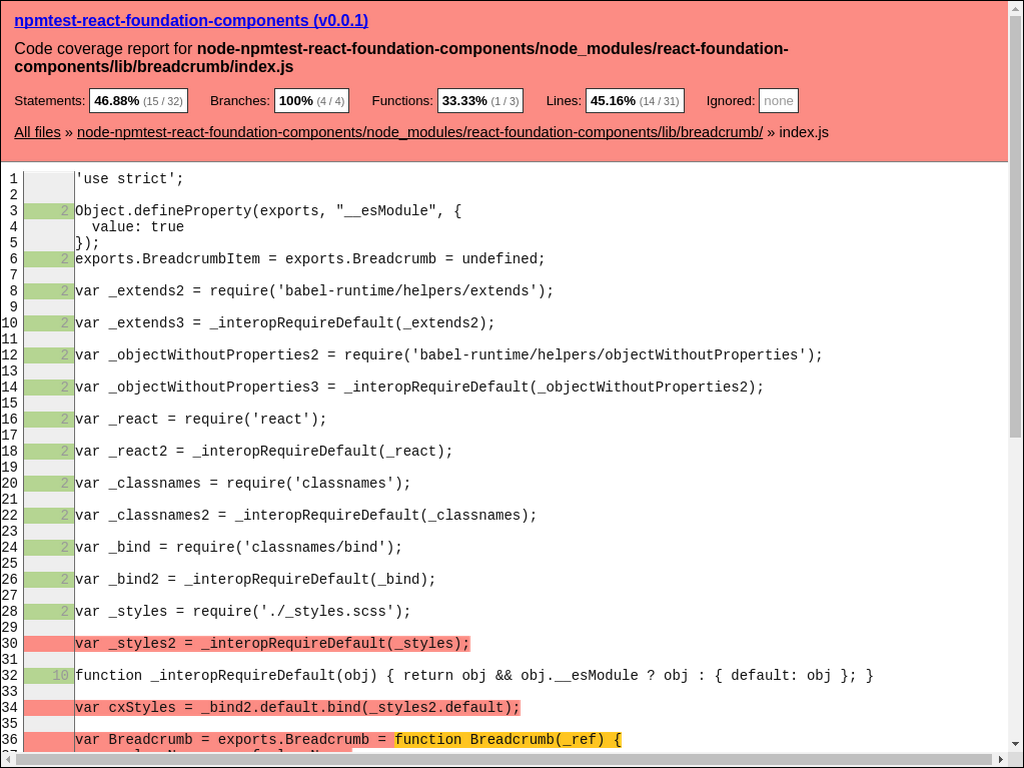 npmtest-react-foundation-components (v0.0.1)
Code coverage report for node-npmtest-react-foundation-components/node_modules/react-foundation-
components/lib/breadcrumb/index.js
Statements: 46.88% (15 / 32) Branches: 100% (4 / 4) Functions: 33.33% (1 / 3) Lines: 45.16% (14 / 31) Ignored: none
All files » node-npmtest-react-foundation-components/node_modules/react-foundation-components/lib/breadcrumb/ » index.js
1 'use strict';
2
3 2 Object.defineProperty(exports, "__esModule", {
4   value: true
5 });
6 2 exports.BreadcrumbItem = exports.Breadcrumb = undefined;
7
8 2 var _extends2 = require('babel-runtime/helpers/extends');
9
10 2 var _extends3 = _interopRequireDefault(_extends2);
11
12 2 var _objectWithoutProperties2 = require('babel-runtime/helpers/objectWithoutProperties');
13
14 2 var _objectWithoutProperties3 = _interopRequireDefault(_objectWithoutProperties2);
15
16 2 var _react = require('react');
17
18 2 var _react2 = _interopRequireDefault(_react);
19
20 2 var _classnames = require('classnames');
21
22 2 var _classnames2 = _interopRequireDefault(_classnames);
23
24 2 var _bind = require('classnames/bind');
25
26 2 var _bind2 = _interopRequireDefault(_bind);
27
28 2 var _styles = require('./_styles.scss');
29
30 var _styles2 = _interopRequireDefault(_styles);
31
32 10 function _interopRequireDefault(obj) { return obj && obj.__esModule ? obj : { default: obj }; }
33
34 var cxStyles = _bind2.default.bind(_styles2.default);
35
36 var Breadcrumb = exports.Breadcrumb = function Breadcrumb(_ref) {